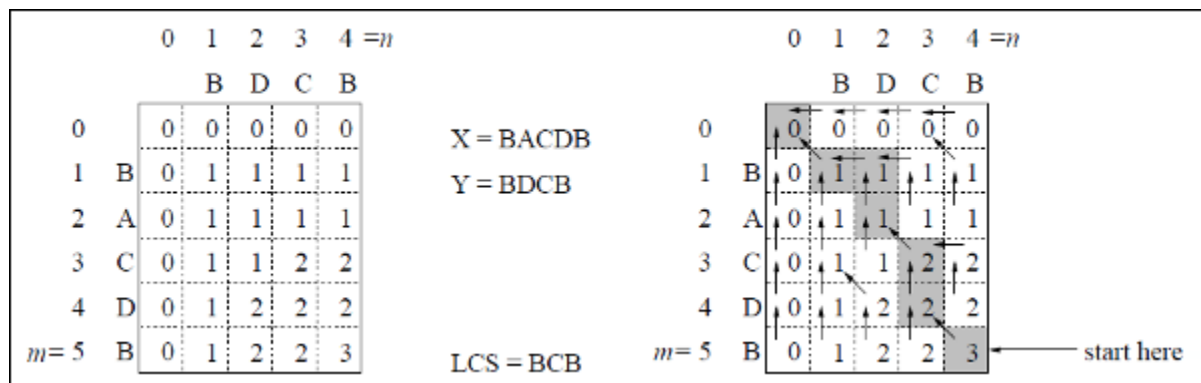 0 1 2 3 4 =n
B D C B
0 0 0 0 0 0
1 B 0 1 1 1 1
2 A 0 1 1 1 1
3 C 0 1 1 2 2
4 D 0 1 2 2 2
m= 5 B 0 1 2 2 3
X = BACDB
Y = BDCB
LCS = BCB
0 1 2 3 4 =n
B D C B
0 0 0 0 0 0
1 B 0 1 1 1 1
2 A 0 1 1 1 1
3 C 0 1 1 2 2
4 D 0 1 2 2 2
m= 5 B 0 1 2 2 3 start here